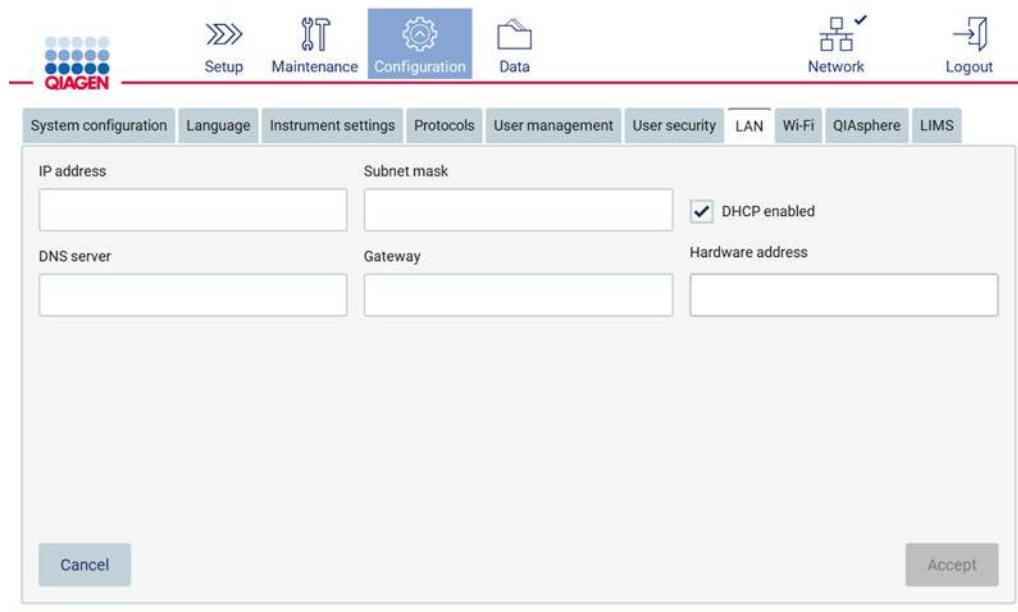 Setup Maintenance Configuration Data Network Logout
QIAGEN
System configuration Language Instrument settings Protocols User management User security LAN Wi-Fi QIAsphere LIMS
IP address Subnet mask
DHCP enabled
DNS server Gateway Hardware address
Cancel Accept